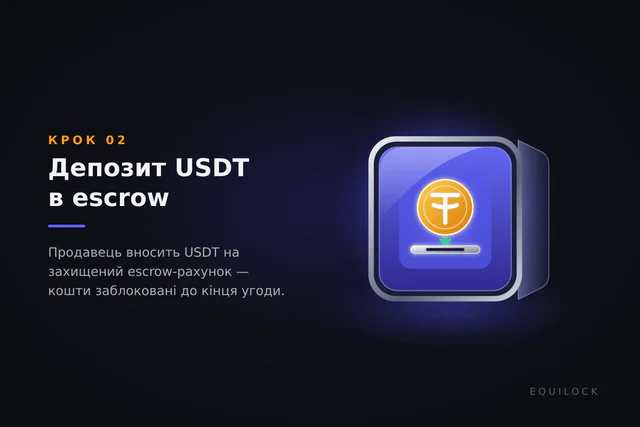 КРОК 02
Депозит USDT
в escrow
Продавець вносить USDT на
захищений escrow-рахунок —
кошти заблоковані до кінця угоди.
EQUILOCK